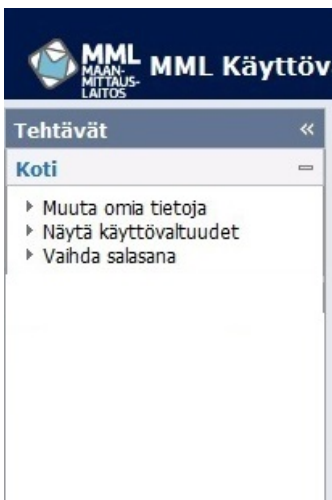 MML
MAAN-
MITTAUS-
LAITOS
MML Käyttöv
Tehtävät «
Koti
Muuta omia tietoja
Näytä käyttövaltuudet
Vaihda salasana